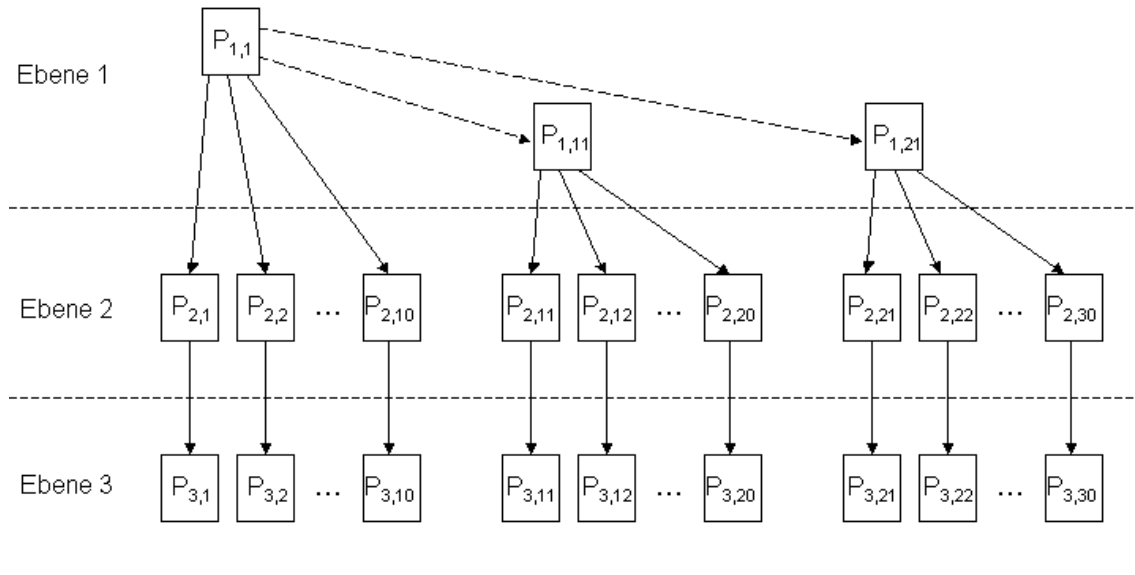 P1,1
Ebene 1
P1,11 P1,21
Ebene 2 P2,1 P2,2 ... P2,10 P2,11 P2,12 ... P2,20 P2,21 P2,22 ... P2,30
Ebene 3 P3,1 P3,2 ... P3,10 P3,11 P3,12 ... P3,20 P3,21 P3,22 ... P3,30